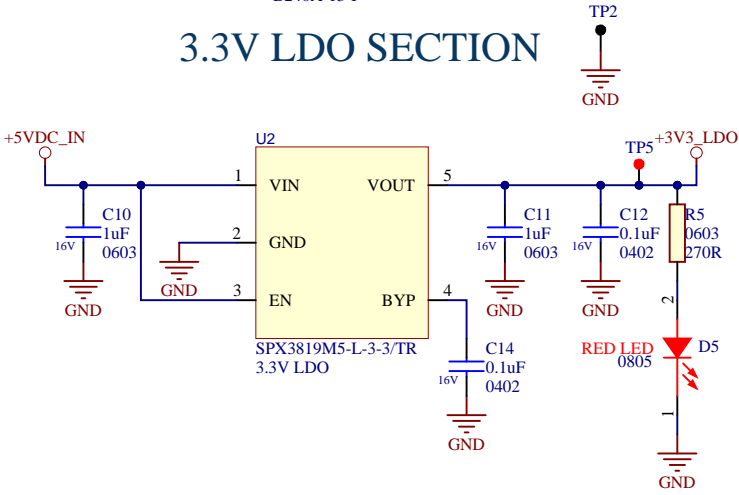 TP2
3.3V LDO SECTION
GND
+5VDC_IN
U2
TP5
+3V3_LDO
1
VIN
VOUT
5
C10
1uF
0603
16V
GND
2
GND
GND
3
EN
BYP
4
C11
1uF
0603
16V
GND
C12
0.1uF
0402
16V
GND
R5
0603
270R
SPX3819M5-L-3-3/TR
3.3V LDO
C14
0.1uF
0402
16V
GND
2
RED LED
0805
D5
1
GND